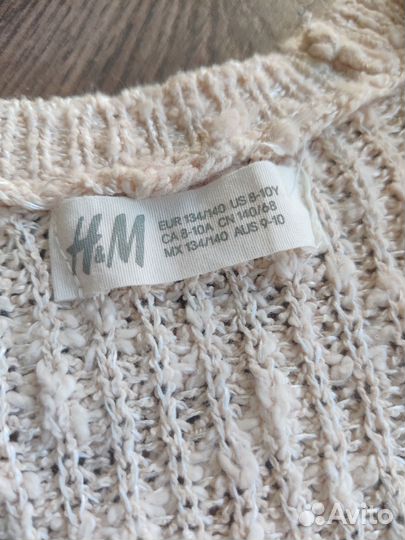 H&M
EUR 134/140 US 8-10Y
CA 8-10A CN 140/68
MX 134/140 AUS 9-10
Avito